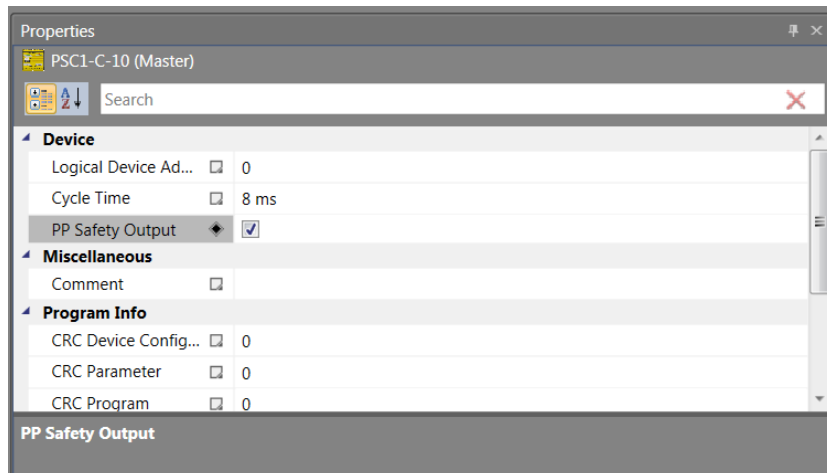 Properties
PSC1-C-10 (Master)
Search
Device
Logical Device Ad... 0
Cycle Time 8 ms
PP Safety Output
Miscellaneous
Comment
Program Info
CRC Device Config... 0
CRC Parameter 0
CRC Program 0
PP Safety Output